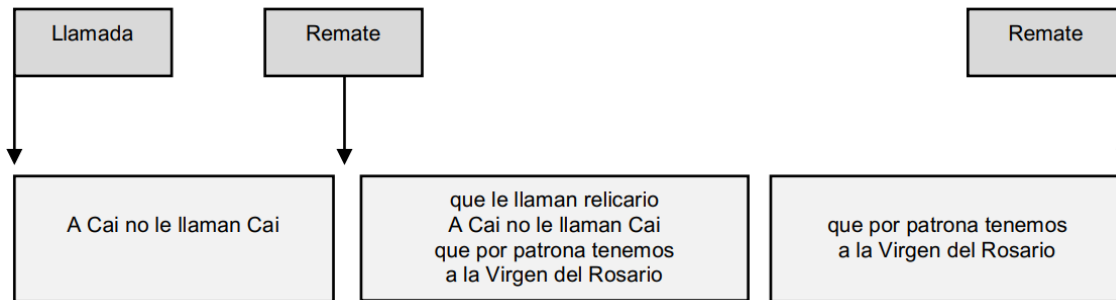 Llamada
Remate
Remate
A Cai no le llaman Cai
que le llaman relicario
A Cai no le llaman Cai
que por patrona tenemos
a la Virgen del Rosario
que por patrona tenemos
a la Virgen del Rosario